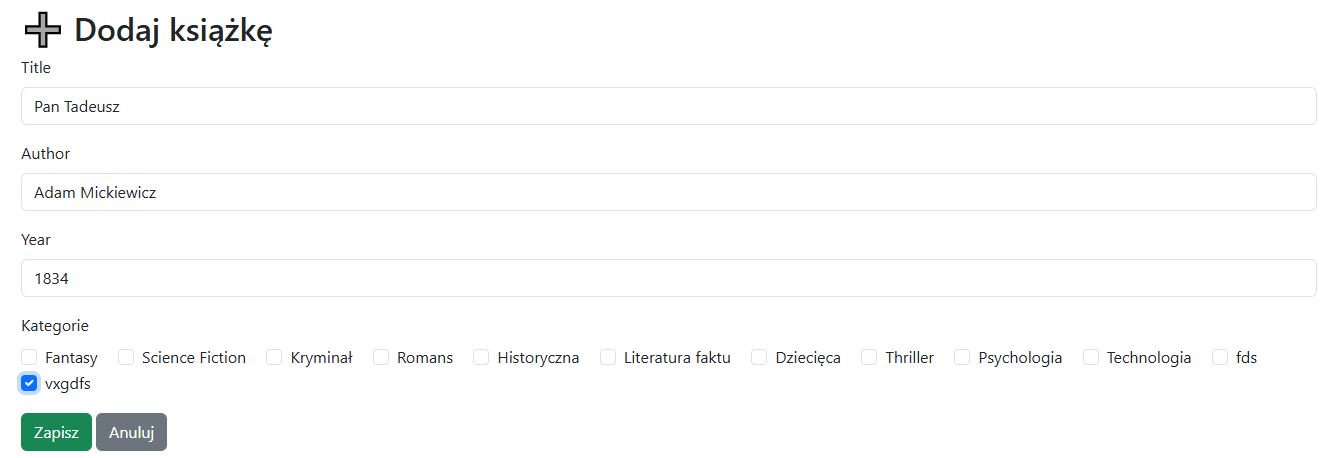 Dodaj książkę
Title
Pan Tadeusz
Author
Adam Mickiewicz
Year
1834
Kategorie
Fantasy Science Fiction Kryminał Romans Historyczna Literatura faktu Dziecięca Thriller Psychologia Technologia fds
vxgdfs
Zapisz Anuluj